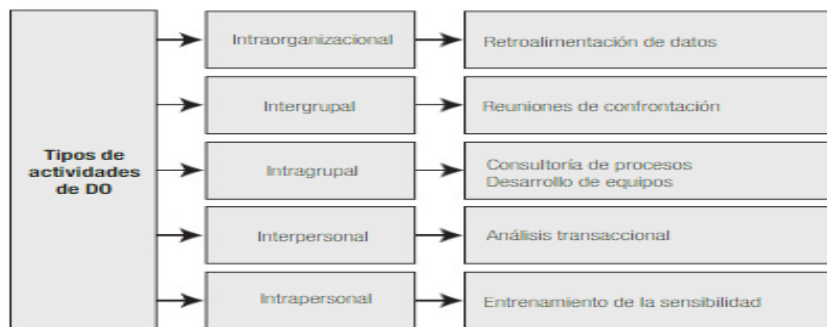 Tipos de
actividades
de DO
Intraorganizacional
Retroalimentación de datos
Intergrupal
Reuniones de confrontación
Intragrupal
Consultoría de procesos
Desarrollo de equipos
Interpersonal
Análisis transaccional
Intrapersonal
Entrenamiento de la sensibilidad